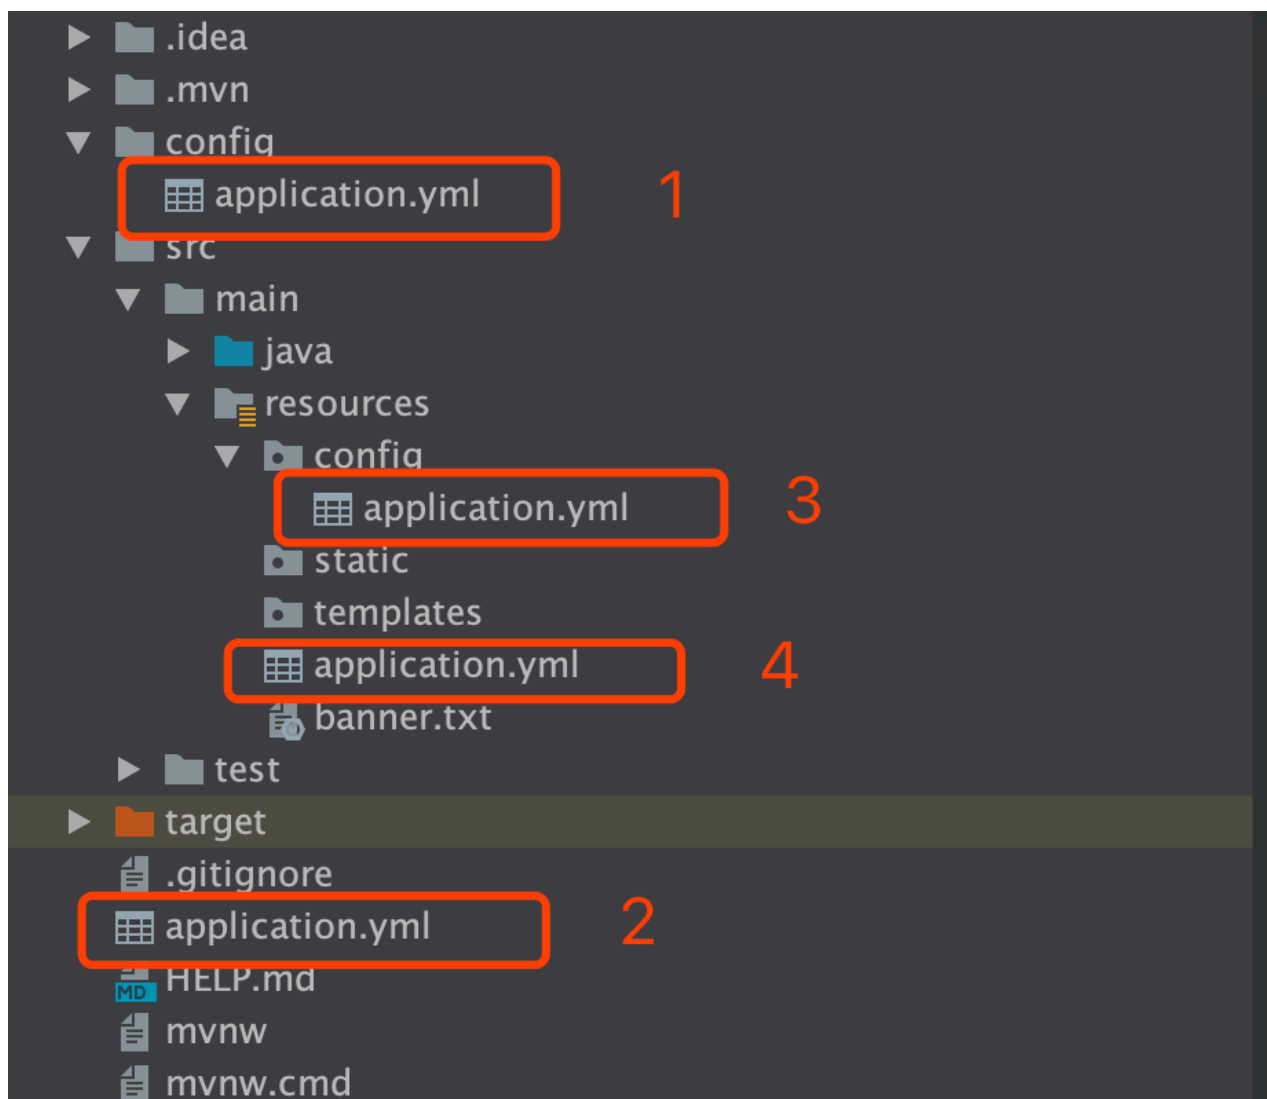 .idea
.mvn
config
application.yml 1
src
main
java
resources
config
application.yml 3
static
templates
application.yml 4
banner.txt
test
target
.gitignore
application.yml 2
MD HELP.md
mvnw
mvnw.cmd